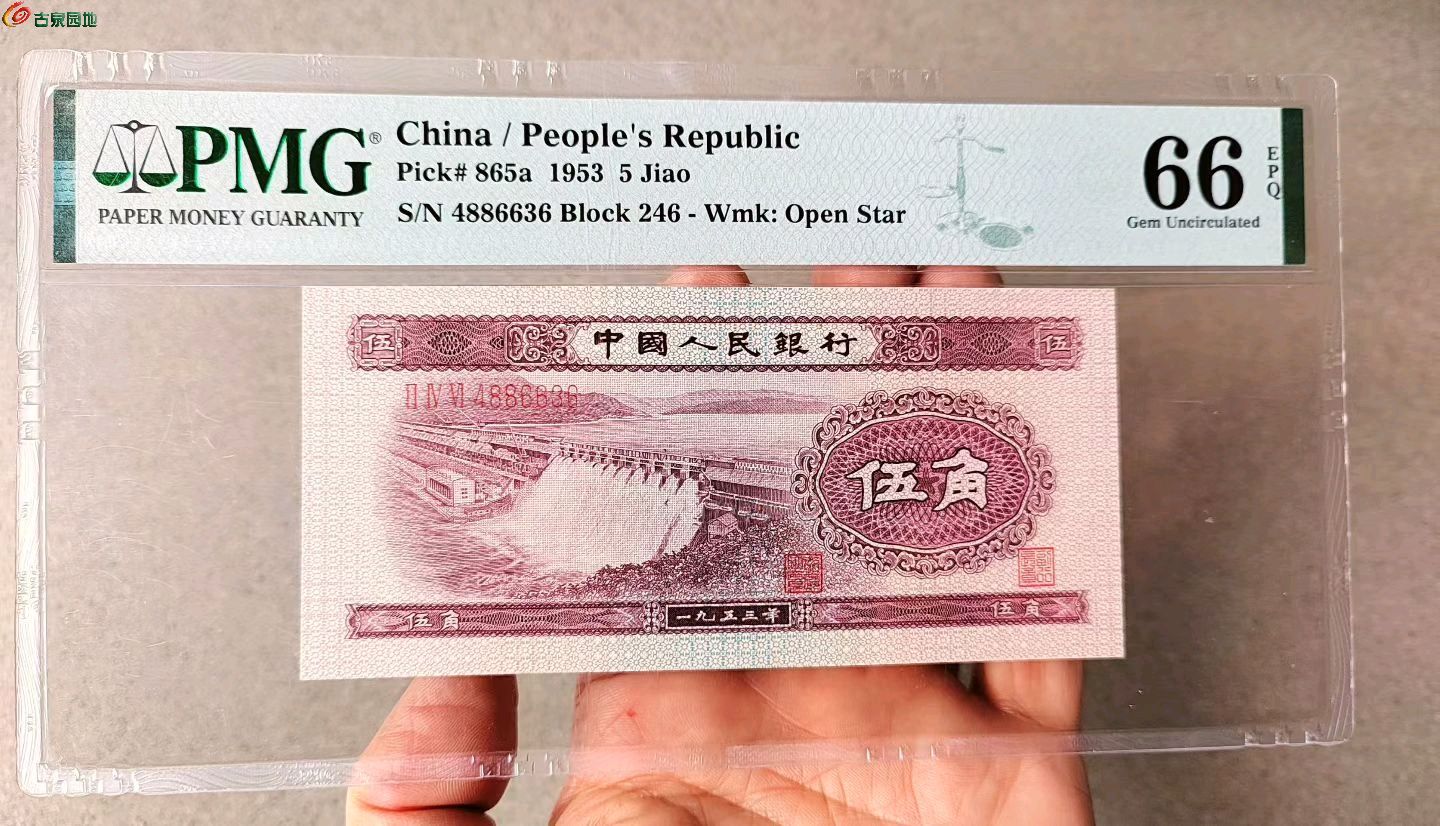 古泉园地
PMG®
PAPER MONEY GUARANTY
China / People's Republic
Pick# 865a 1953 5 Jiao
S/N 4886636 Block 246 - Wmk: Open Star
66
EPQ
Gem Uncirculated
伍
中國人民銀行
伍
II IV VI 4886636
伍角
伍角
一九五三年
伍角